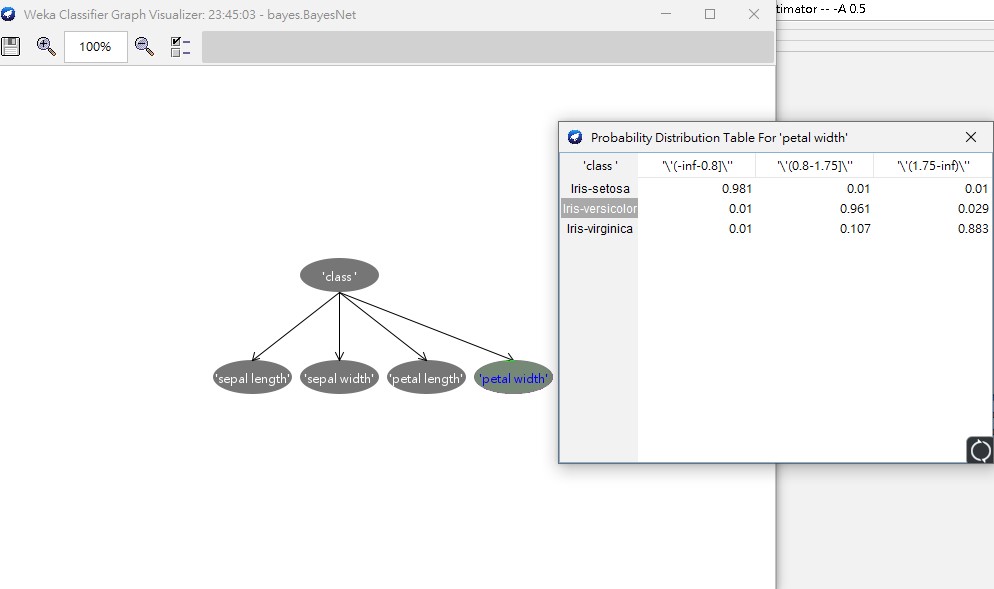 Weka Classifier Graph Visualizer: 23:45:03 - bayes.BayesNet
timator -- -A 0.5
100%
Probability Distribution Table For 'petal width'
'class ' '\'(-inf-0.8]\'' '\'(0.8-1.75]\'' '\'(1.75-inf)\''
Iris-setosa 0.981 0.01 0.01
Iris-versicolor 0.01 0.961 0.029
Iris-virginica 0.01 0.107 0.883
'class '
'sepal length' 'sepal width' 'petal length' 'petal width'